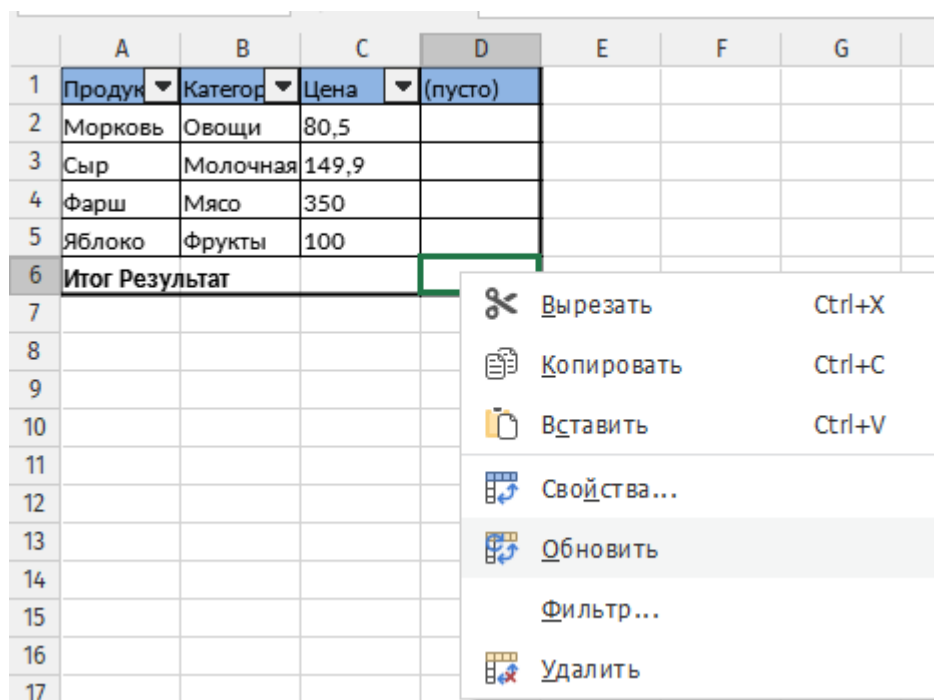 A B C D E F G
1 Продук Категор Цена (пусто)
2 Морковь Овощи 80,5
3 Сыр Молочная 149,9
4 Фарш Мясо 350
5 Яблоко Фрукты 100
6 Итог Результат
7
Вырезать Ctrl+X
8
Копировать Ctrl+C
9
10
Вставить Ctrl+V
11
12
Свойства...
13
Обновить
14
15
Фильтр...
16
Удалить
17